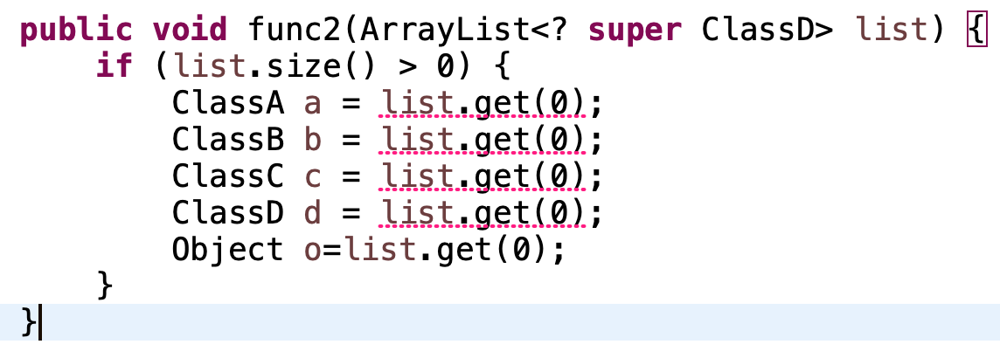 public void func2(ArrayList<? super ClassD> list) {
    if (list.size() > 0) {
        ClassA a = list.get(0);
        ClassB b = list.get(0);
        ClassC c = list.get(0);
        ClassD d = list.get(0);
        Object o=list.get(0);
    }
}